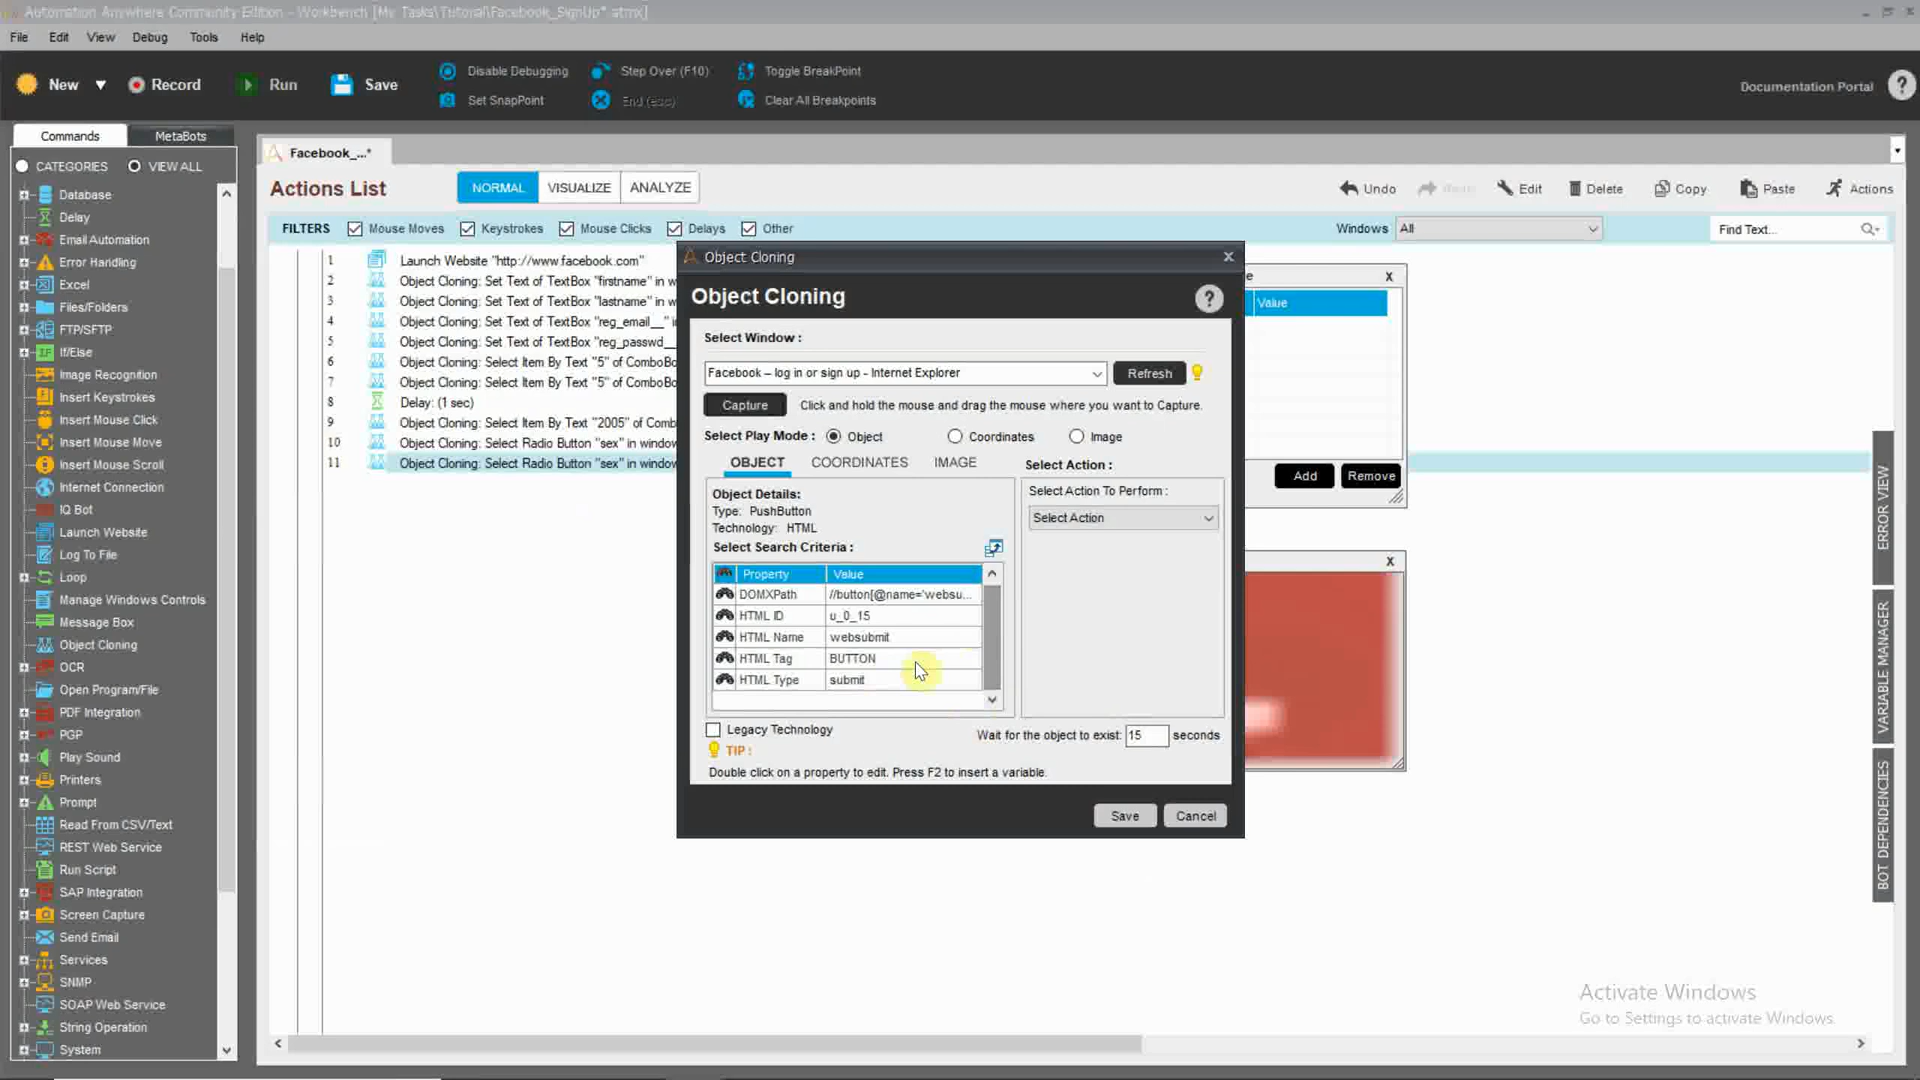 Automation Anywhere Community Edition - Workbench [My Tasks\Tutorial\Facebook_SignUp* atmx]
File Edit View Debug Tools Help
New Record Run Save
Disable Debugging Step Over (F10) Toggle BreakPoint
Set SnapPoint End (esc) Clear All Breakpoints
Documentation Portal ?
Commands MetaBots
CATEGORIES VIEW ALL
Database
Delay
Email Automation
Error Handling
Excel
Files/Folders
FTP/SFTP
If/Else
Image Recognition
Insert Keystrokes
Insert Mouse Click
Insert Mouse Move
Insert Mouse Scroll
Internet Connection
IQ Bot
Launch Website
Log To File
Loop
Manage Windows Controls
Message Box
Object Cloning
OCR
Open Program/File
PDF Integration
PGP
Play Sound
Printers
Prompt
Read From CSV/Text
REST Web Service
Run Script
SAP Integration
Screen Capture
Send Email
Services
SNMP
SOAP Web Service
String Operation
System
Facebook_...*
Actions List NORMAL VISUALIZE ANALYZE
Undo Edit Delete Copy Paste Actions
FILTERS Mouse Moves Keystrokes Mouse Clicks Delays Other Windows All Find Text...
1 Launch Website "http://www.facebook.com"
2 Object Cloning: Set Text of TextBox "firstname" in w
3 Object Cloning: Set Text of TextBox "lastname" in w
4 Object Cloning: Set Text of TextBox "reg_email__" i
5 Object Cloning: Set Text of TextBox "reg_passwd__
6 Object Cloning: Select Item By Text "5" of ComboBo
7 Object Cloning: Select Item By Text "5" of ComboBo
8 Delay: (1 sec)
9 Object Cloning: Select Item By Text "2005" of Comb
10 Object Cloning: Select Radio Button "sex" in window
11 Object Cloning: Select Radio Button "sex" in window
Object Cloning
Object Cloning ?
Select Window :
Facebook – log in or sign up - Internet Explorer Refresh
Capture Click and hold the mouse and drag the mouse where you want to Capture.
Select Play Mode : Object Coordinates Image
OBJECT COORDINATES IMAGE Select Action :
Object Details:
Type: PushButton
Technology: HTML
Select Search Criteria :
Property Value
DOMXPath //button[@name='websu...
HTML ID u_0_15
HTML Name websubmit
HTML Tag BUTTON
HTML Type submit
Select Action To Perform :
Select Action
Legacy Technology
Wait for the object to exist: 15 seconds
TIP :
Double click on a property to edit. Press F2 to insert a variable.
Save Cancel
e
Value
Add Remove
ERROR VIEW
VARIABLE MANAGER
BOT DEPENDENCIES
Activate Windows
Go to Settings to activate Windows.